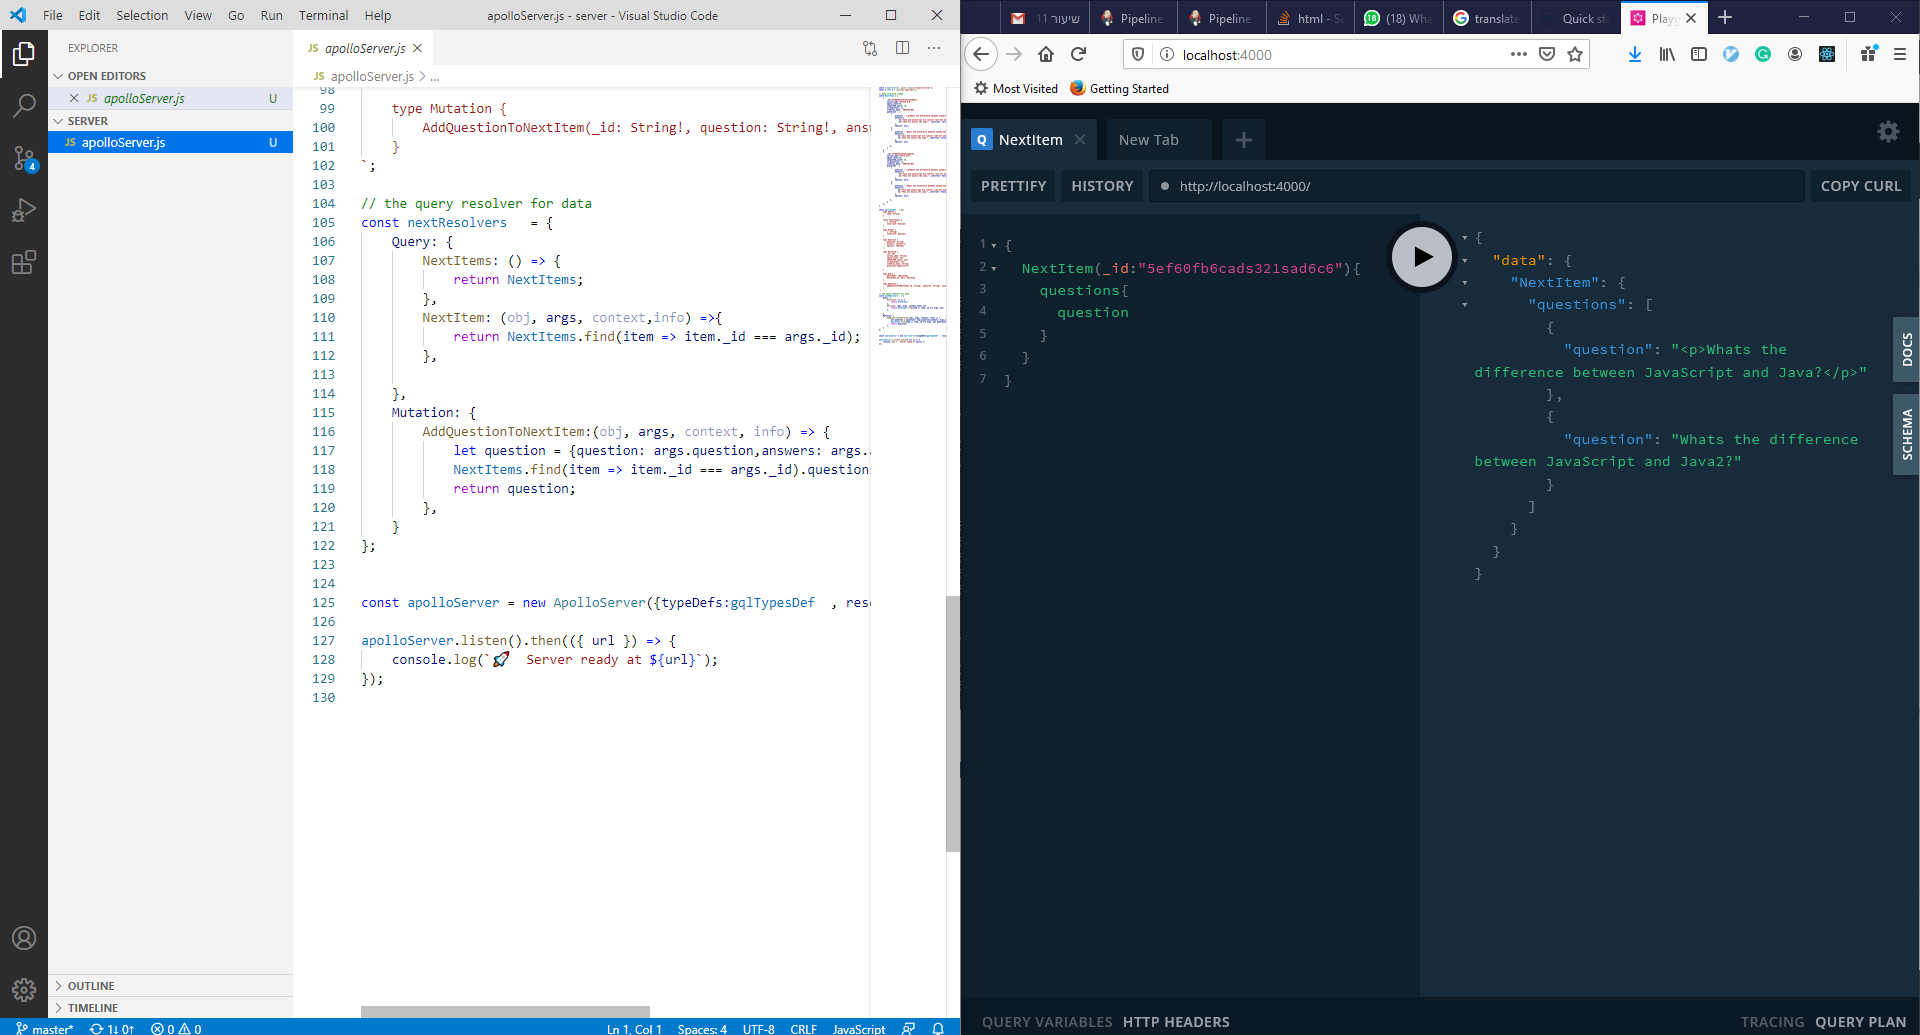 File Edit Selection View Go Run Terminal Help
apolloServer.js - server - Visual Studio Code
EXPLORER
OPEN EDITORS
JS apolloServer.js U
SERVER
JS apolloServer.js U
4
OUTLINE
TIMELINE
JS apolloServer.js
JS apolloServer.js > ...
98
99 type Mutation {
100 AddQuestionToNextItem(_id: String!, question: String!, ans
101 }
102 `;
103
104 // the query resolver for data
105 const nextResolvers = {
106 Query: {
107 NextItems: () => {
108 return NextItems;
109 },
110 NextItem: (obj, args, context,info) =>{
111 return NextItems.find(item => item._id === args._id);
112 },
113
114 },
115 Mutation: {
116 AddQuestionToNextItem:(obj, args, context, info) => {
117 let question = {question: args.question,answers: args.
118 NextItems.find(item => item._id === args._id).question
119 return question;
120 },
121 }
122 };
123
124
125 const apolloServer = new ApolloServer({typeDefs:gqlTypesDef , res
126
127 apolloServer.listen().then(({ url }) => {
128 console.log(`🚀 Server ready at ${url}`);
129 });
130
master* 1↓ 0↑ 0 0 Ln 1, Col 1 Spaces: 4 UTF-8 CRLF JavaScript
שיעור 11 Pipeline Pipeline html - S (18) Wha translate Quick st Play
localhost:4000
Most Visited Getting Started
Q NextItem New Tab
PRETTIFY HISTORY http://localhost:4000/ COPY CURL
1 {
2 NextItem(_id:"5ef60fb6cads321sad6c6"){
3 questions{
4 question
5 }
6 }
7 }
{
"data": {
"NextItem": {
"questions": [
{
"question": "<p>Whats the
difference between JavaScript and Java?</p>"
},
{
"question": "Whats the difference
between JavaScript and Java2?"
}
]
}
}
}
DOCS
SCHEMA
QUERY VARIABLES HTTP HEADERS TRACING QUERY PLAN